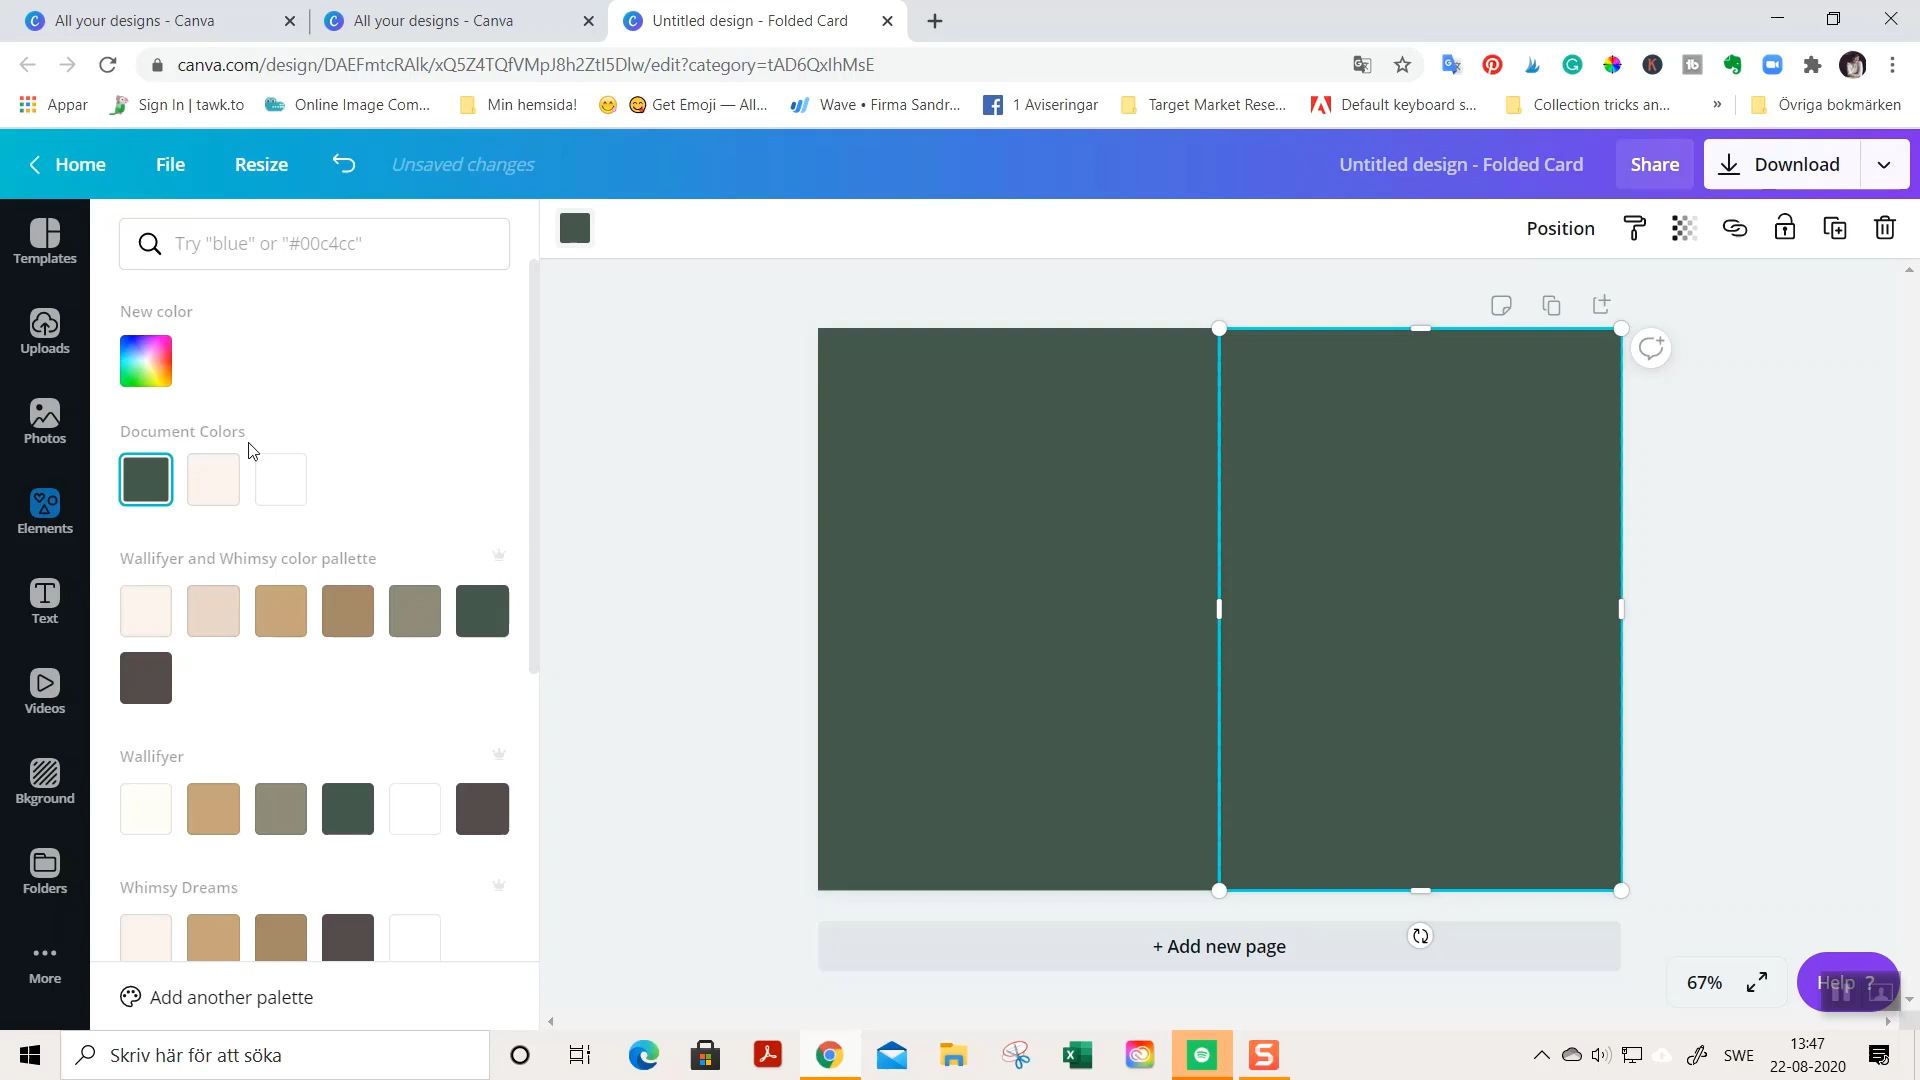 All your designs - Canva
All your designs - Canva
Untitled design - Folded Card
canva.com/design/DAEFmtcRAlk/xQ5Z4TQfVMpJ8h2ZtI5Dlw/edit?category=tAD6QxIhMsE
Appar
Sign In | tawk.to
Online Image Com...
Min hemsida!
Get Emoji — All...
Wave • Firma Sandr...
1 Aviseringar
Target Market Rese...
Default keyboard s...
Collection tricks an...
»
Övriga bokmärken
Home
File
Resize
Unsaved changes
Untitled design - Folded Card
Share
Download
Templates
Uploads
Photos
Elements
Text
Videos
Bkground
Folders
More
Try "blue" or "#00c4cc"
New color
Document Colors
Wallifyer and Whimsy color pallette
Wallifyer
Whimsy Dreams
Add another palette
Position
+ Add new page
67%
Help ?
Skriv här för att söka
SWE
13:47
22-08-2020